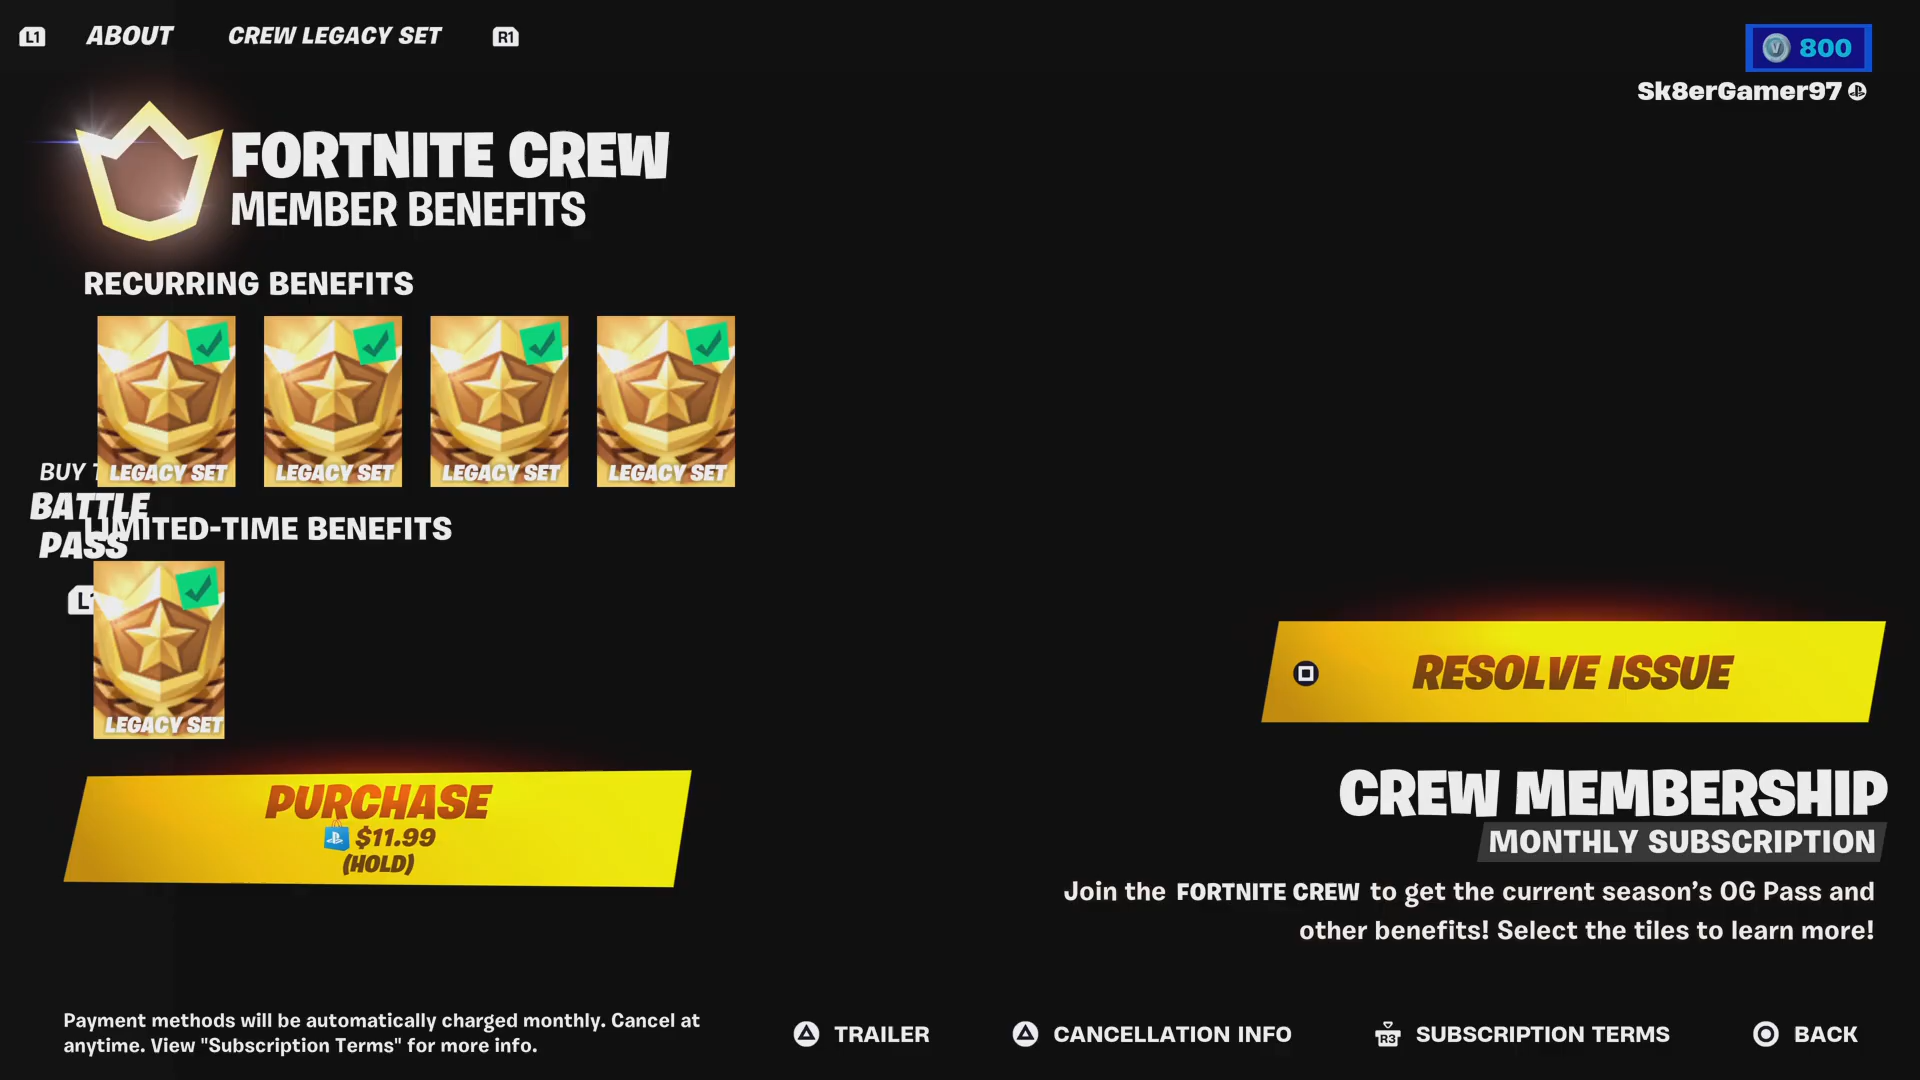 L1 ABOUT CREW LEGACY SET R1
800
Sk8erGamer97
FORTNITE CREW
MEMBER BENEFITS
RECURRING BENEFITS
LEGACY SET LEGACY SET LEGACY SET LEGACY SET
BUY
BATTLE
PASS
LIMITED-TIME BENEFITS
LEGACY SET
PURCHASE
$11.99
(HOLD)
RESOLVE ISSUE
CREW MEMBERSHIP
MONTHLY SUBSCRIPTION
Join the FORTNITE CREW to get the current season's OG Pass and
other benefits! Select the tiles to learn more!
Payment methods will be automatically charged monthly. Cancel at
anytime. View "Subscription Terms" for more info.
TRAILER CANCELLATION INFO R3 SUBSCRIPTION TERMS BACK